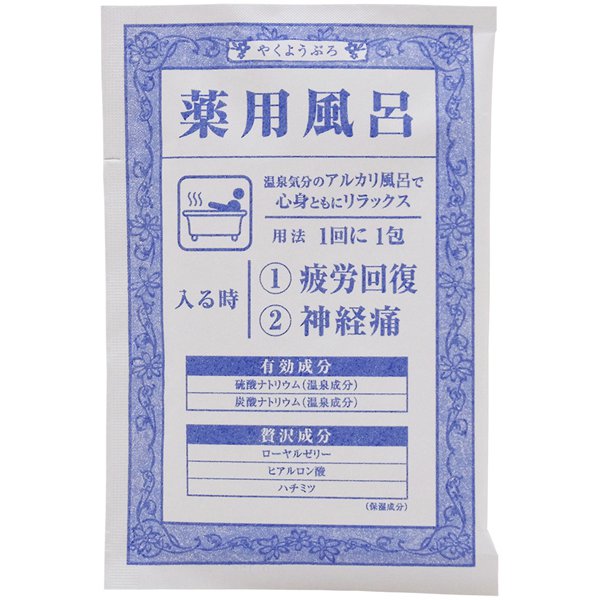 やくようぶろ
薬用風呂
温泉気分のアルカリ風呂で
心身ともにリラックス
用法 1回に1包
入る時
① 疲労回復
② 神経痛
有効成分
硫酸ナトリウム(温泉成分)
炭酸ナトリウム(温泉成分)
贅沢成分
ローヤルゼリー
ヒアルロン酸
ハチミツ
(保湿成分)